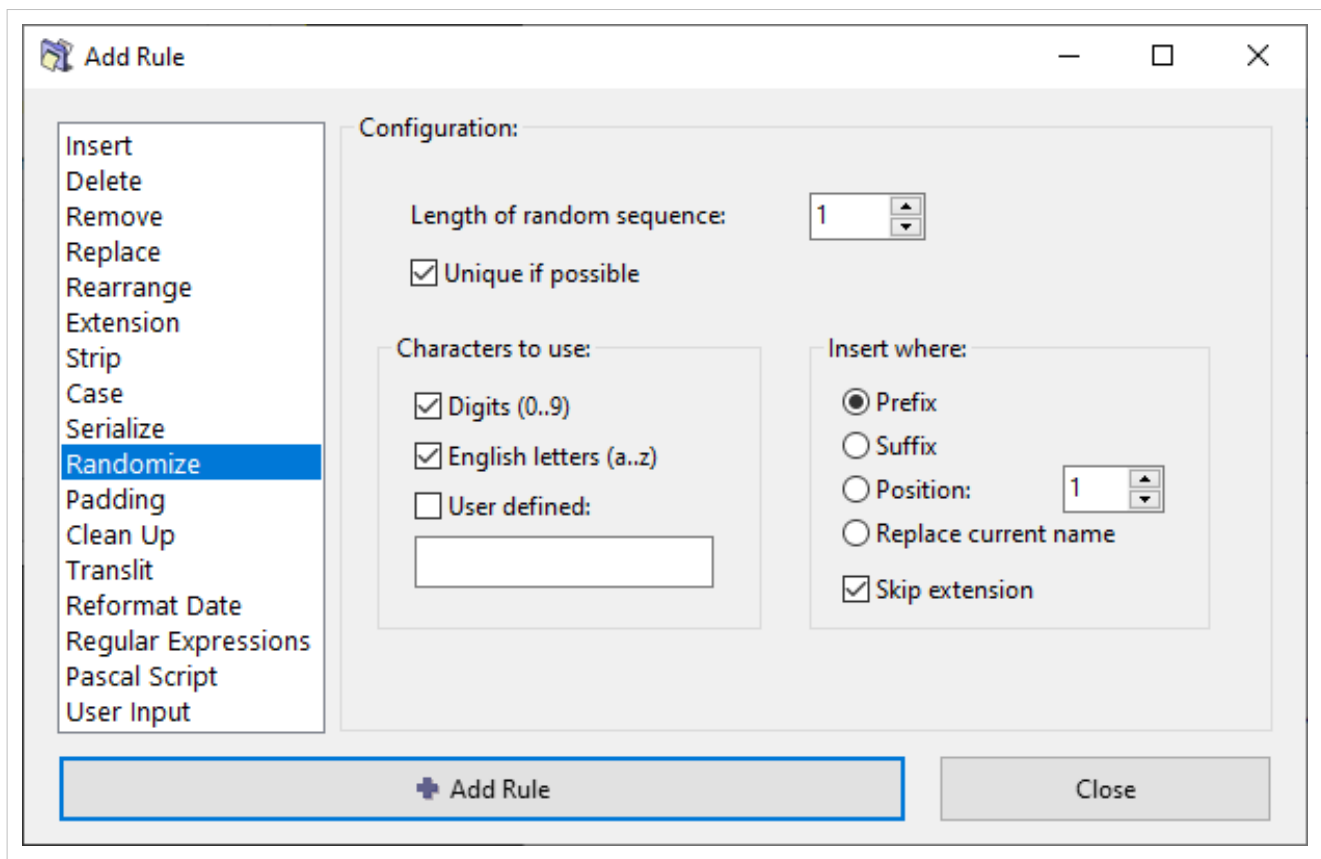 Add Rule
Insert
Delete
Remove
Replace
Rearrange
Extension
Strip
Case
Serialize
Randomize
Padding
Clean Up
Translit
Reformat Date
Regular Expressions
Pascal Script
User Input
Configuration:
Length of random sequence: 1
Unique if possible
Characters to use:
Digits (0..9)
English letters (a..z)
User defined:
Insert where:
Prefix
Suffix
Position: 1
Replace current name
Skip extension
Add Rule
Close